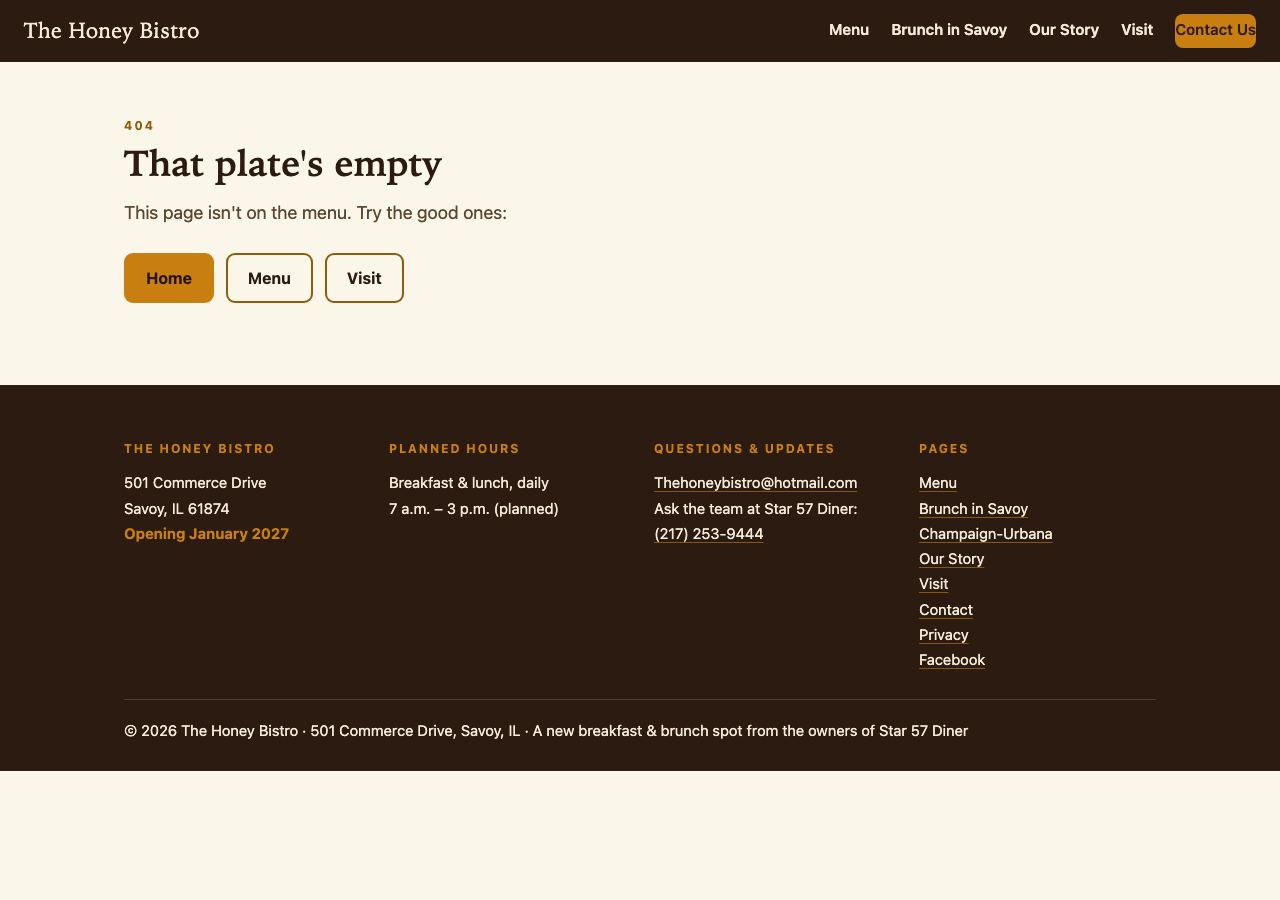 The Honey Bistro
Menu Brunch in Savoy Our Story Visit Contact Us
404
That plate's empty
This page isn't on the menu. Try the good ones:
Home Menu Visit
THE HONEY BISTRO
501 Commerce Drive
Savoy, IL 61874
Opening January 2027
PLANNED HOURS
Breakfast & lunch, daily
7 a.m. – 3 p.m. (planned)
QUESTIONS & UPDATES
Thehoneybistro@hotmail.com
Ask the team at Star 57 Diner:
(217) 253-9444
PAGES
Menu
Brunch in Savoy
Champaign-Urbana
Our Story
Visit
Contact
Privacy
Facebook
© 2026 The Honey Bistro · 501 Commerce Drive, Savoy, IL · A new breakfast & brunch spot from the owners of Star 57 Diner